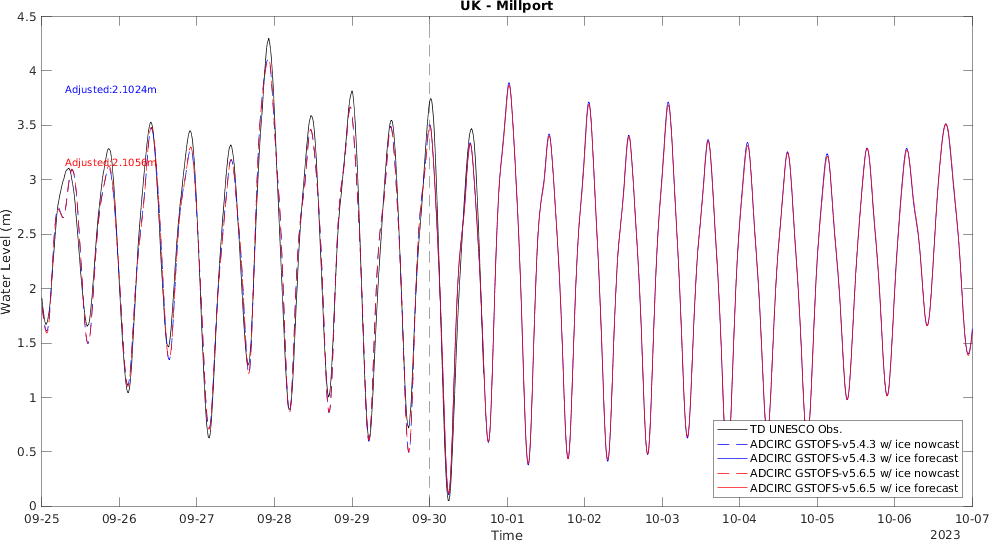 UK - Millport
4.5
4
3.5
3
2.5
2
1.5
1
0.5
0
Water Level (m)
Adjusted:2.1024m
Adjusted:2.1056m
TD UNESCO Obs.
ADCIRC GSTOFS-v5.4.3 w/ ice nowcast
ADCIRC GSTOFS-v5.4.3 w/ ice forecast
ADCIRC GSTOFS-v5.6.5 w/ ice nowcast
ADCIRC GSTOFS-v5.6.5 w/ ice forecast
09-25 09-26 09-27 09-28 09-29 09-30 10-01 10-02 10-03 10-04 10-05 10-06 10-07
Time
2023